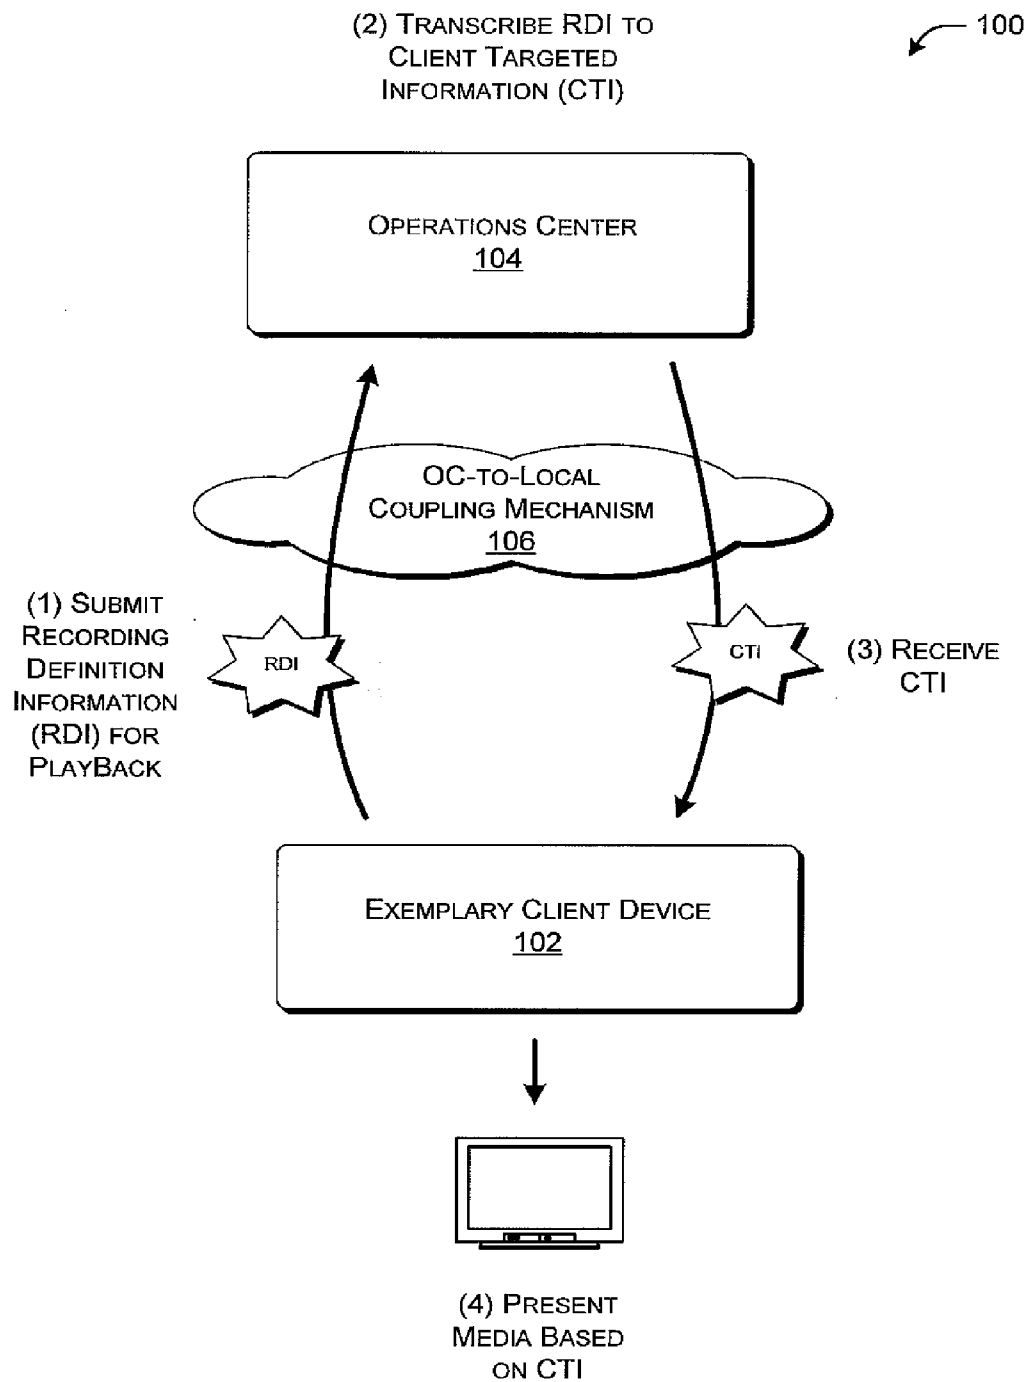 (2) TRANSCRIBE RDI TO
CLIENT TARGETED
INFORMATION (CTI)
100
OPERATIONS CENTER
104
OC-TO-LOCAL
COUPLING MECHANISM
106
(1) SUBMIT
RECORDING
DEFINITION
INFORMATION
(RDI) FOR
PLAYBACK
RDI
CTI
(3) RECEIVE
CTI
EXEMPLARY CLIENT DEVICE
102
(4) PRESENT
MEDIA BASED
ON CTI